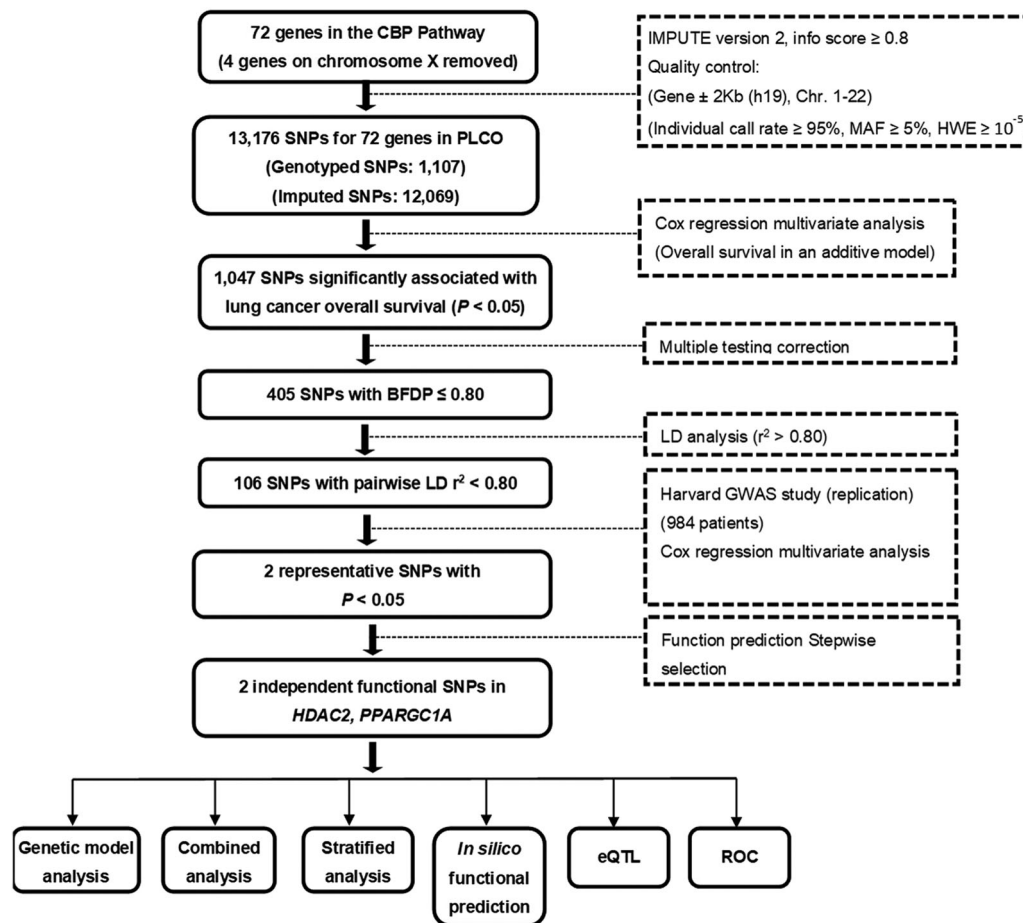 72 genes in the CBP Pathway
(4 genes on chromosome X removed)
IMPUTE version 2, info score ≥ 0.8
Quality control:
(Gene ± 2Kb (h19), Chr. 1-22)
(Individual call rate ≥ 95%, MAF ≥ 5%, HWE ≥ 10⁻⁵
13,176 SNPs for 72 genes in PLCO
(Genotyped SNPs: 1,107)
(Imputed SNPs: 12,069)
Cox regression multivariate analysis
(Overall survival in an additive model)
1,047 SNPs significantly associated with
lung cancer overall survival (P < 0.05)
Multiple testing correction
405 SNPs with BFDP ≤ 0.80
LD analysis (r² > 0.80)
106 SNPs with pairwise LD r² < 0.80
Harvard GWAS study (replication)
(984 patients)
Cox regression multivariate analysis
2 representative SNPs with
P < 0.05
Function prediction Stepwise
selection
2 independent functional SNPs in
HDAC2, PPARGC1A
Genetic model
analysis
Combined
analysis
Stratified
analysis
In silico
functional
prediction
eQTL
ROC